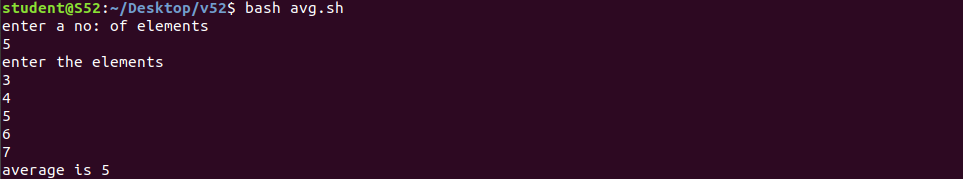 student@S52:~/Desktop/v52$ bash avg.sh
enter a no: of elements
5
enter the elements
3
4
5
6
7
average is 5